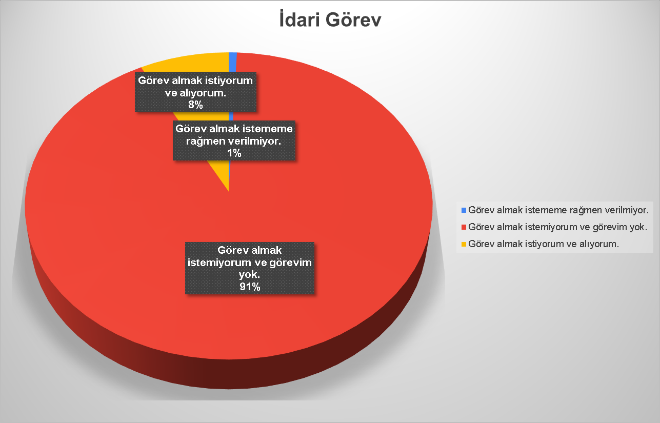 İdari Görev
Görev almak istiyorum
ve alıyorum.
8%
Görev almak istememe
rağmen verilmiyor.
1%
Görev almak
istemiyorum ve görevim
yok.
91%
Görev almak istememe rağmen verilmiyor.
Görev almak istemiyorum ve görevim yok.
Görev almak istiyorum ve alıyorum.